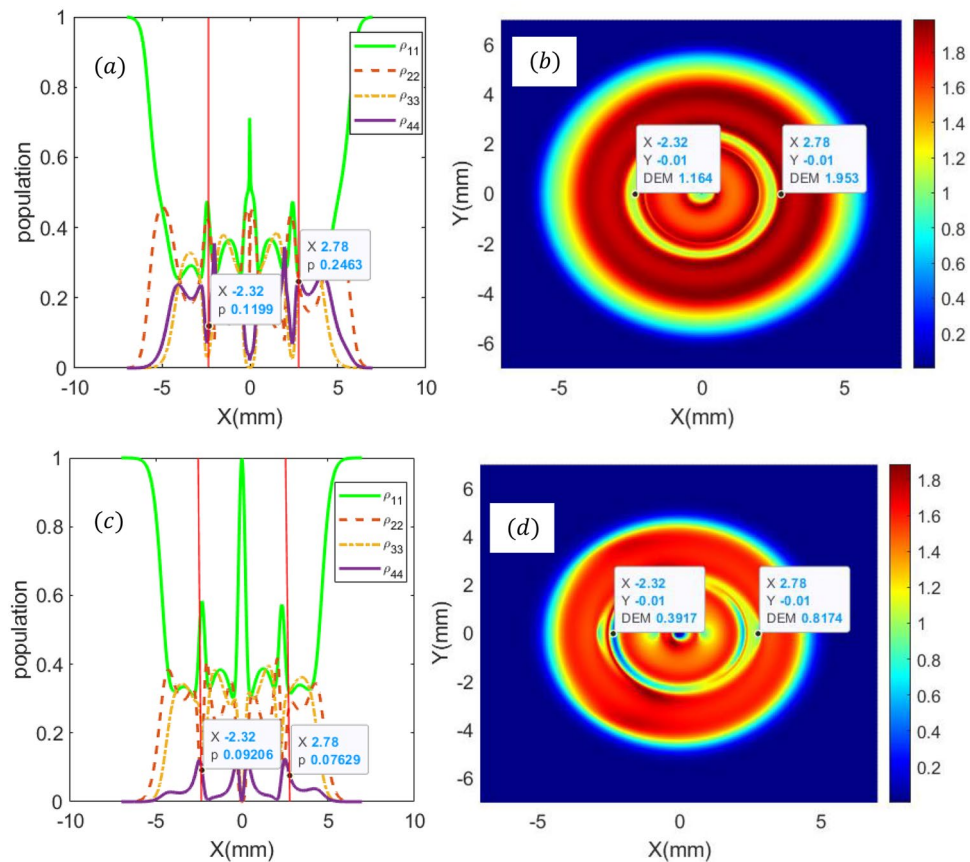 (a)
1
0.8
0.6
0.4
0.2
0
population
-10
-5
0
5
10
X(mm)
ρ11
ρ22
ρ33
ρ44
X -2.32
p 0.1199
X 2.78
p 0.2463
(b)
6
4
2
0
-2
-4
-6
Y(mm)
-5
0
5
X(mm)
X -2.32
Y -0.01
DEM 1.164
X 2.78
Y -0.01
DEM 1.953
1.8
1.6
1.4
1.2
1
0.8
0.6
0.4
0.2
(c)
1
0.8
0.6
0.4
0.2
0
population
-10
-5
0
5
10
X(mm)
ρ11
ρ22
ρ33
ρ44
X -2.32
p 0.09206
X 2.78
p 0.07629
(d)
6
4
2
0
-2
-4
-6
Y(mm)
-5
0
5
X(mm)
X -2.32
Y -0.01
DEM 0.3917
X 2.78
Y -0.01
DEM 0.8174
1.8
1.6
1.4
1.2
1
0.8
0.6
0.4
0.2